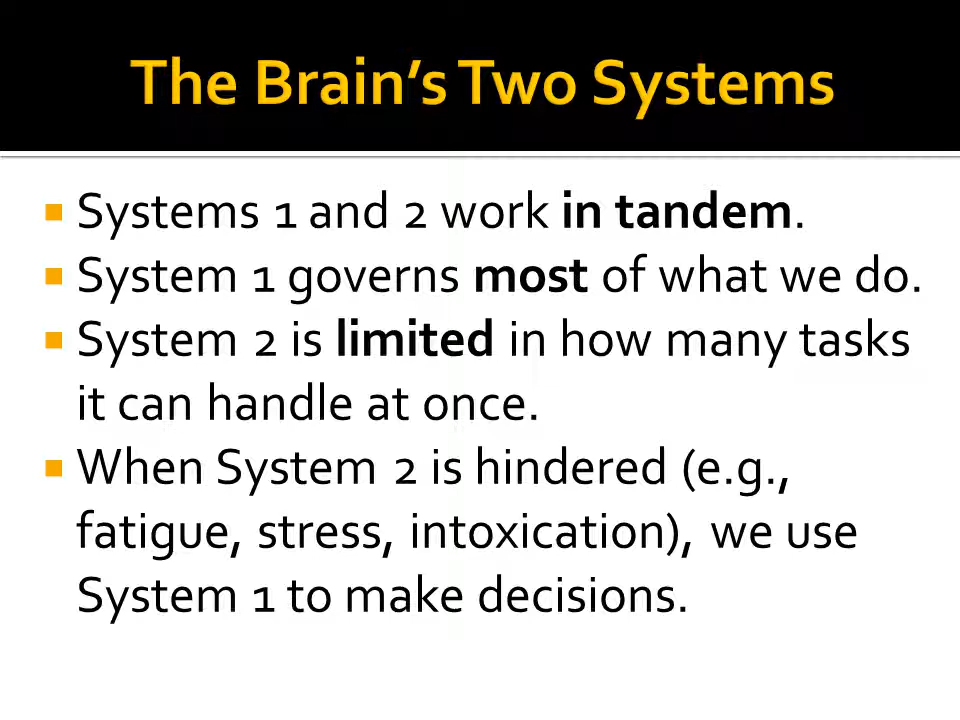 The Brain’s Two Systems
Systems 1 and 2 work in tandem.
System 1 governs most of what we do.
System 2 is limited in how many tasks
it can handle at once.
When System 2 is hindered (e.g.,
fatigue, stress, intoxication), we use
System 1 to make decisions.